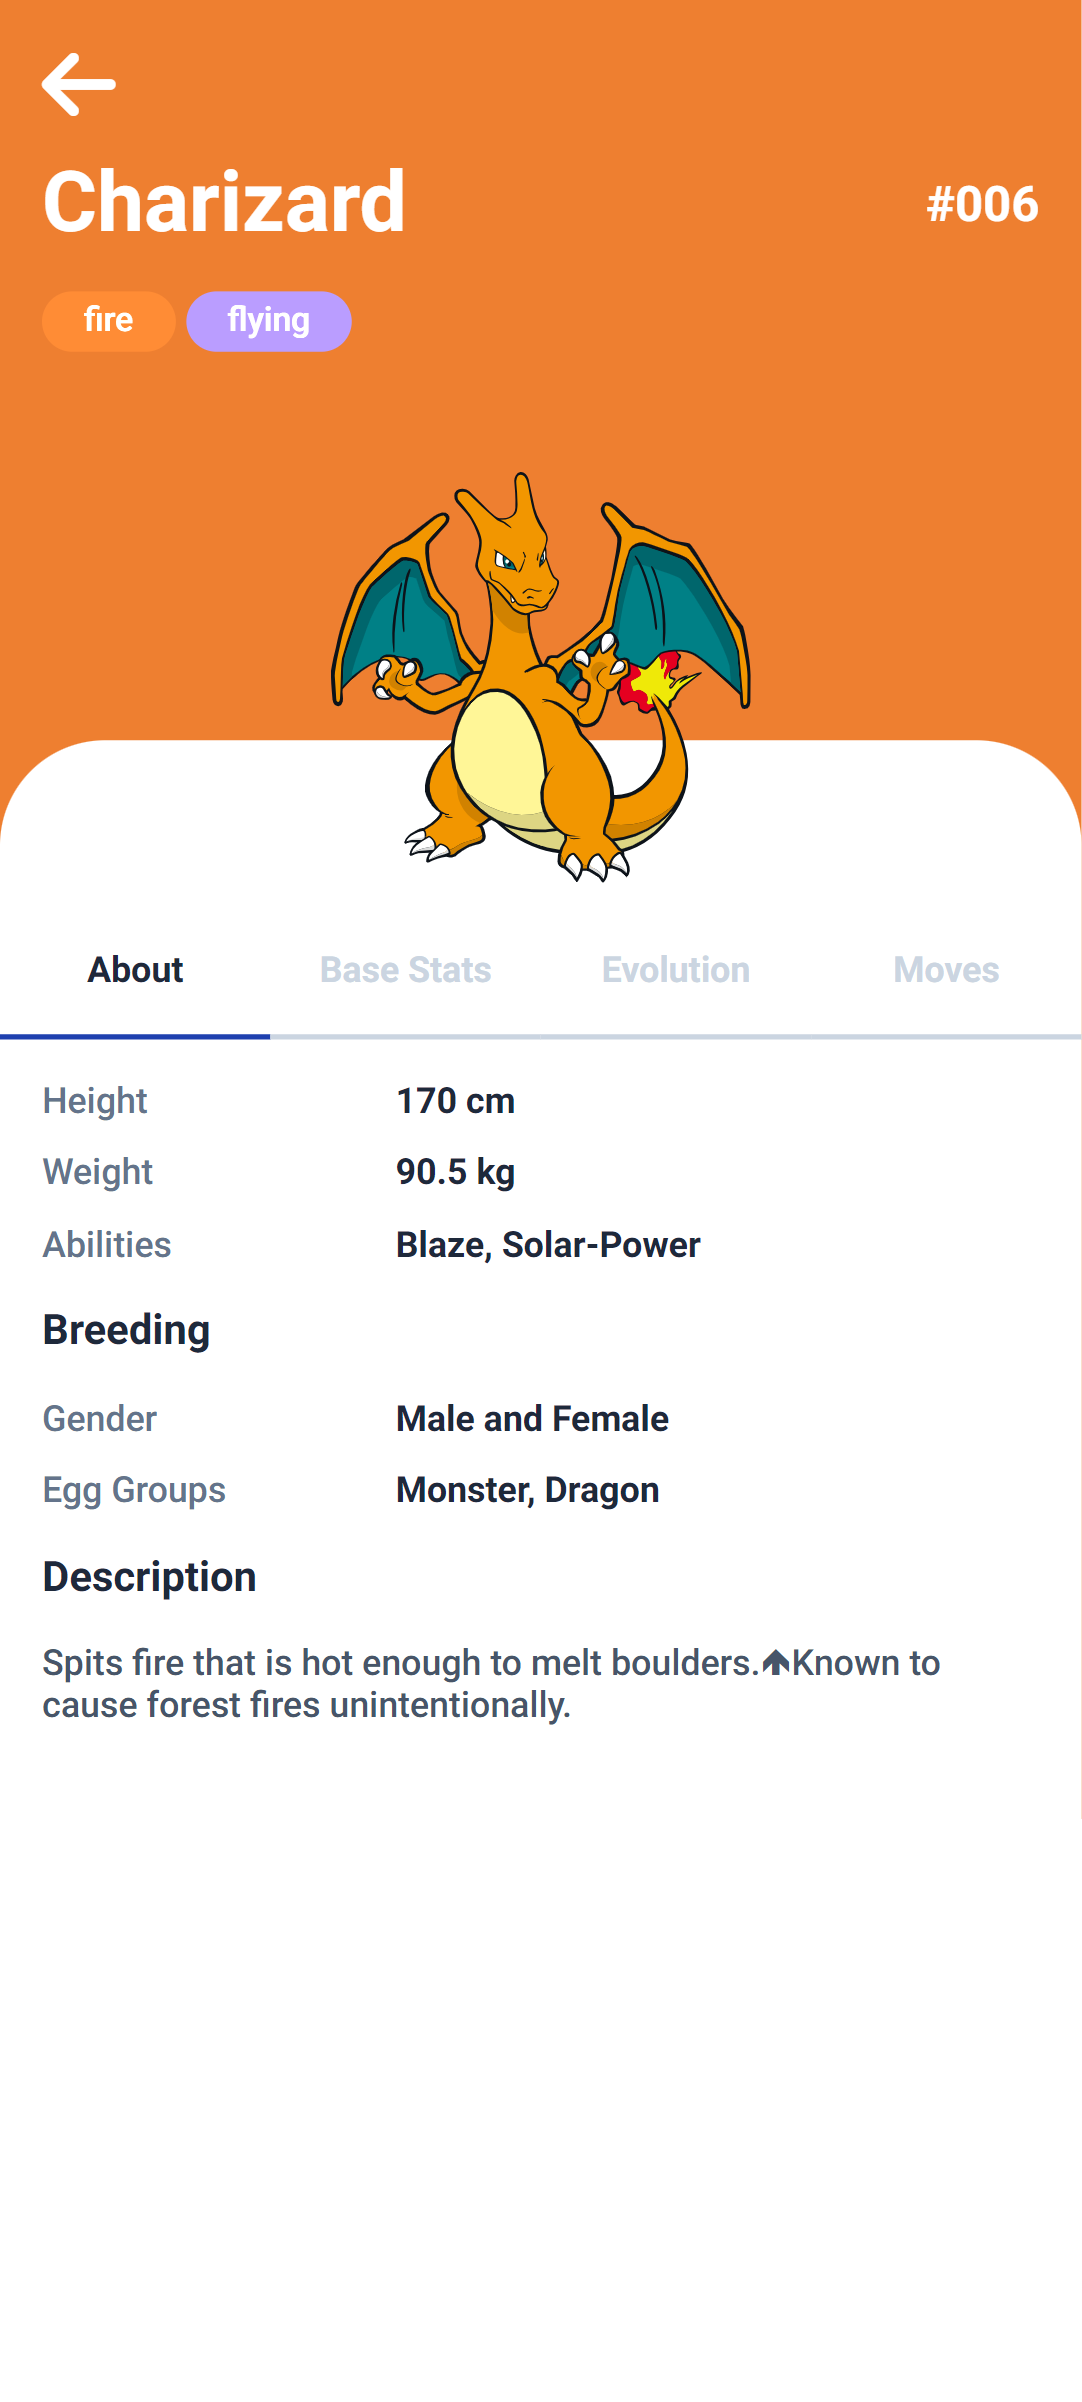 Charizard #006
fire flying
About Base Stats Evolution Moves
Height 170 cm
Weight 90.5 kg
Abilities Blaze, Solar-Power
Breeding
Gender Male and Female
Egg Groups Monster, Dragon
Description
Spits fire that is hot enough to melt boulders.🡅Known to
cause forest fires unintentionally.